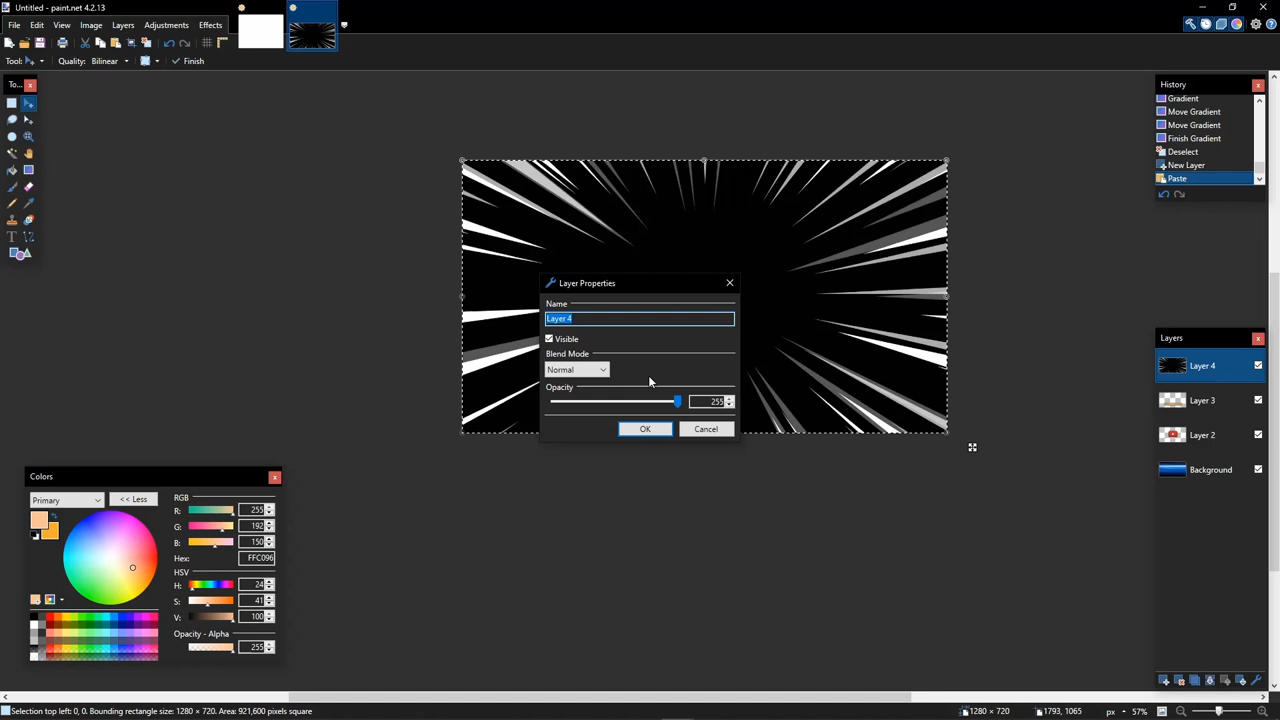 Untitled - paint.net 4.2.13
File Edit View Image Layers Adjustments Effects
Tool: Quality: Bilinear Finish
To...
History
Gradient
Move Gradient
Move Gradient
Finish Gradient
Deselect
New Layer
Paste
Layer Properties
Name
Layer 4
Visible
Blend Mode
Normal
Opacity
255
OK Cancel
Layers
Layer 4
Layer 3
Layer 2
Background
Colors
Primary << Less
RGB
R: 255
G: 192
B: 150
Hex: FFC096
HSV
H: 24
S: 41
V: 100
Opacity - Alpha
255
Selection top left: 0, 0. Bounding rectangle size: 1280 × 720. Area: 921,600 pixels square 1280 × 720 1793, 1065 px 57%